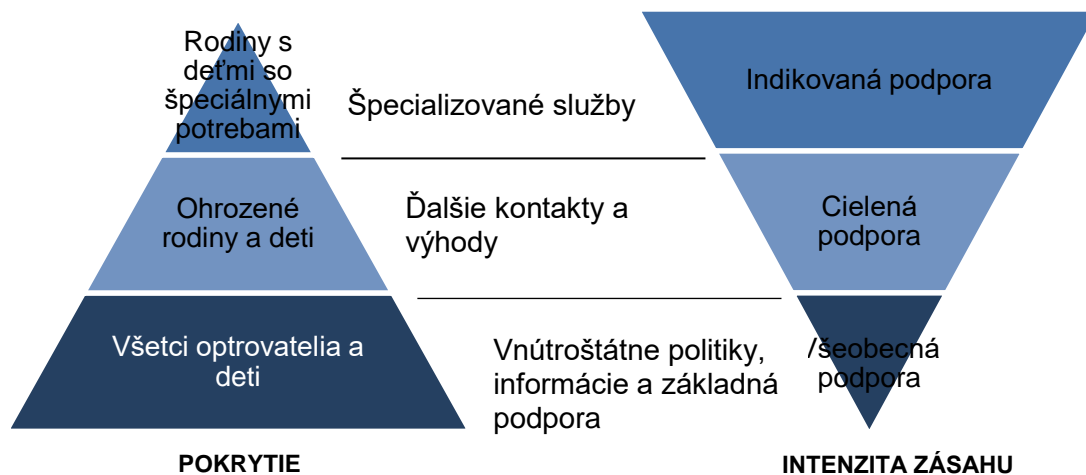 Rodiny s
deťmi so
špeciálnymi
potrebami
Špecializované služby
Indikovaná podpora
Ohrozené
rodiny a deti
Ďalšie kontakty a
výhody
Cielená
podpora
Všetci optrovatelia a
deti
Vnútroštátne politiky,
informácie a základná
podpora
Všeobecná
podpora
POKRYTIE
INTENZITA ZÁSAHU